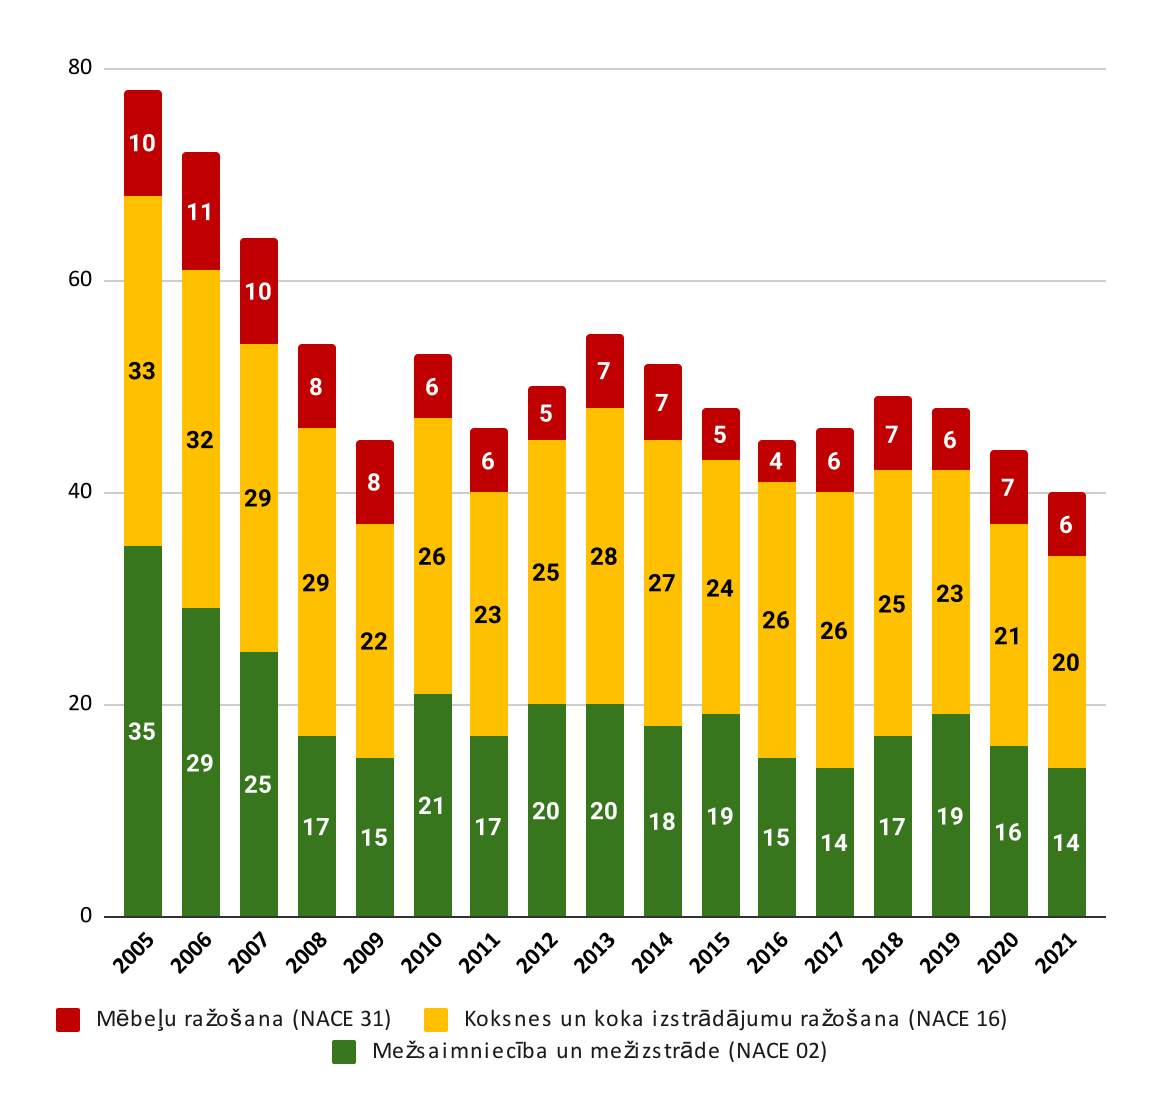 80
60
40
20
0
10 11 10 8 8 6 6 5 7 7 5 4 6 7 6 7 6
33 32 29 29 22 26 23 25 28 27 24 26 26 25 23 21 20
35 29 25 17 15 21 17 20 20 18 19 15 14 17 19 16 14
2005 2006 2007 2008 2009 2010 2011 2012 2013 2014 2015 2016 2017 2018 2019 2020 2021
Mēbeļu ražošana (NACE 31) Koksnes un koka izstrādājumu ražošana (NACE 16)
Mežsaimniecība un mežizstrāde (NACE 02)